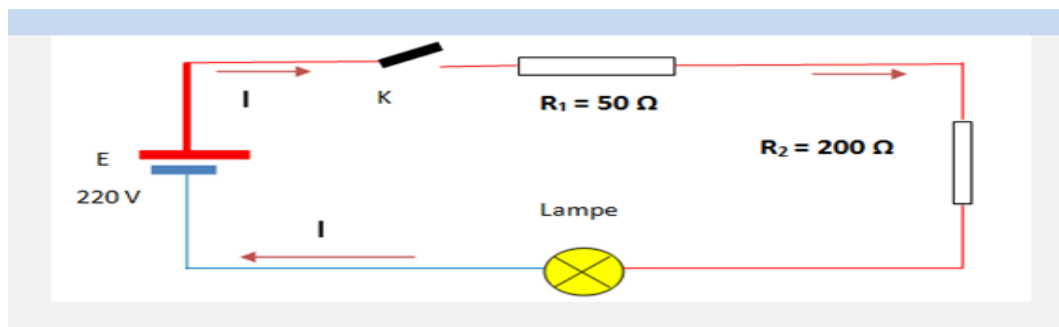 I
K
R₁ = 50 Ω
R₂ = 200 Ω
E
220 V
Lampe
I